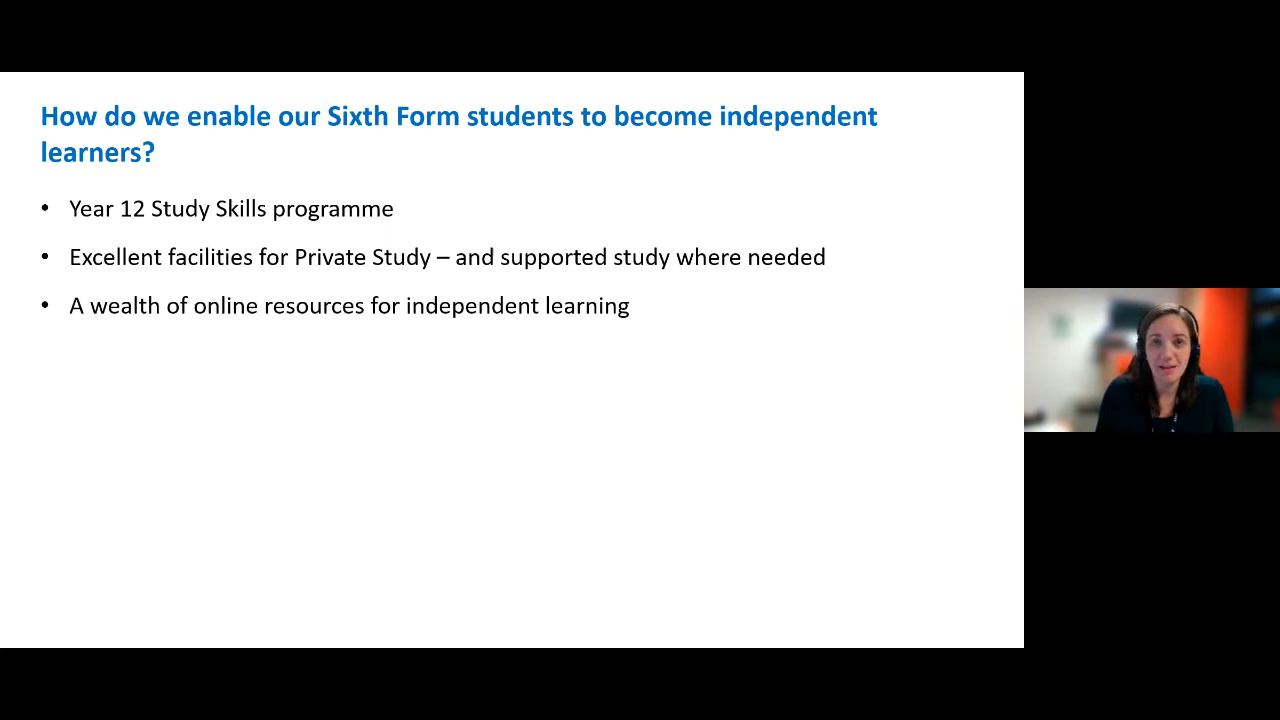 How do we enable our Sixth Form students to become independent
learners?
• Year 12 Study Skills programme
• Excellent facilities for Private Study – and supported study where needed
• A wealth of online resources for independent learning